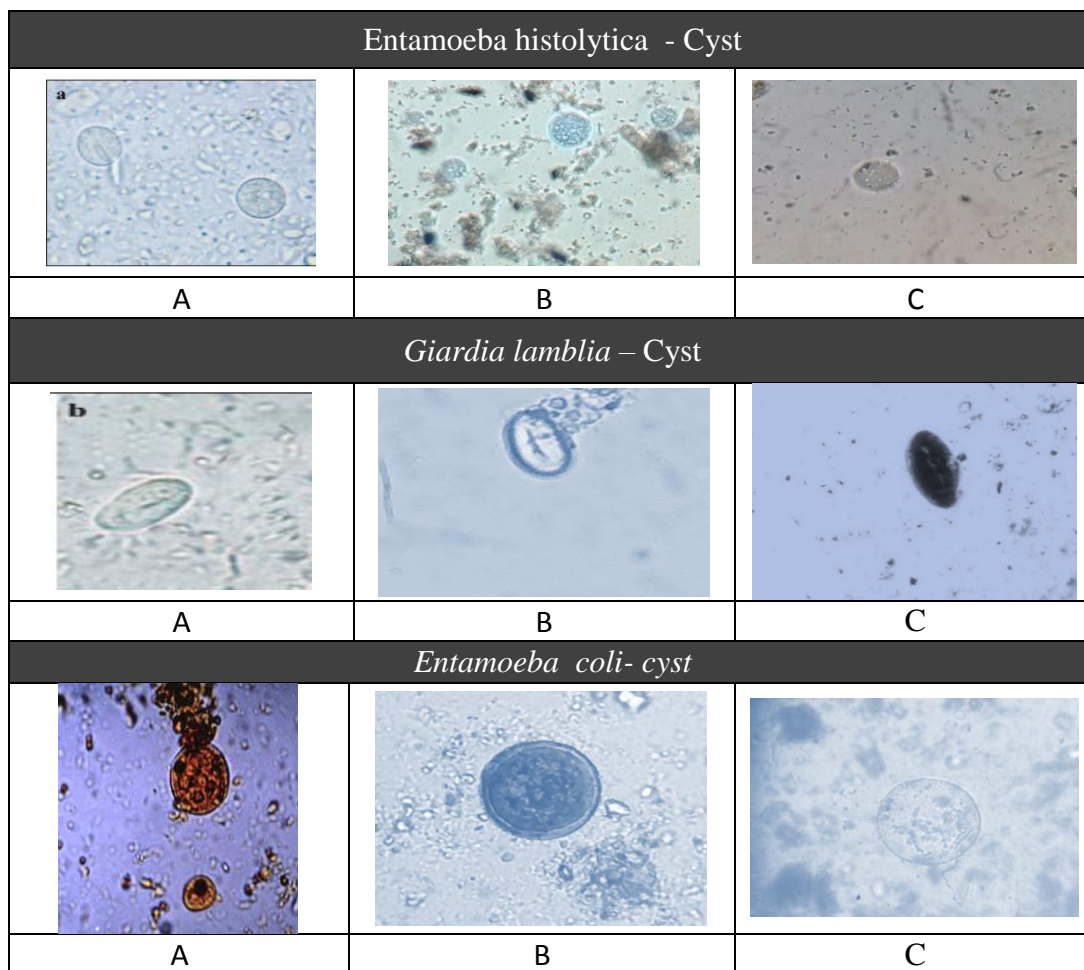 Entamoeba histolytica - Cyst
a
A B C
Giardia lamblia – Cyst
b
A B C
Entamoeba coli- cyst
A B C